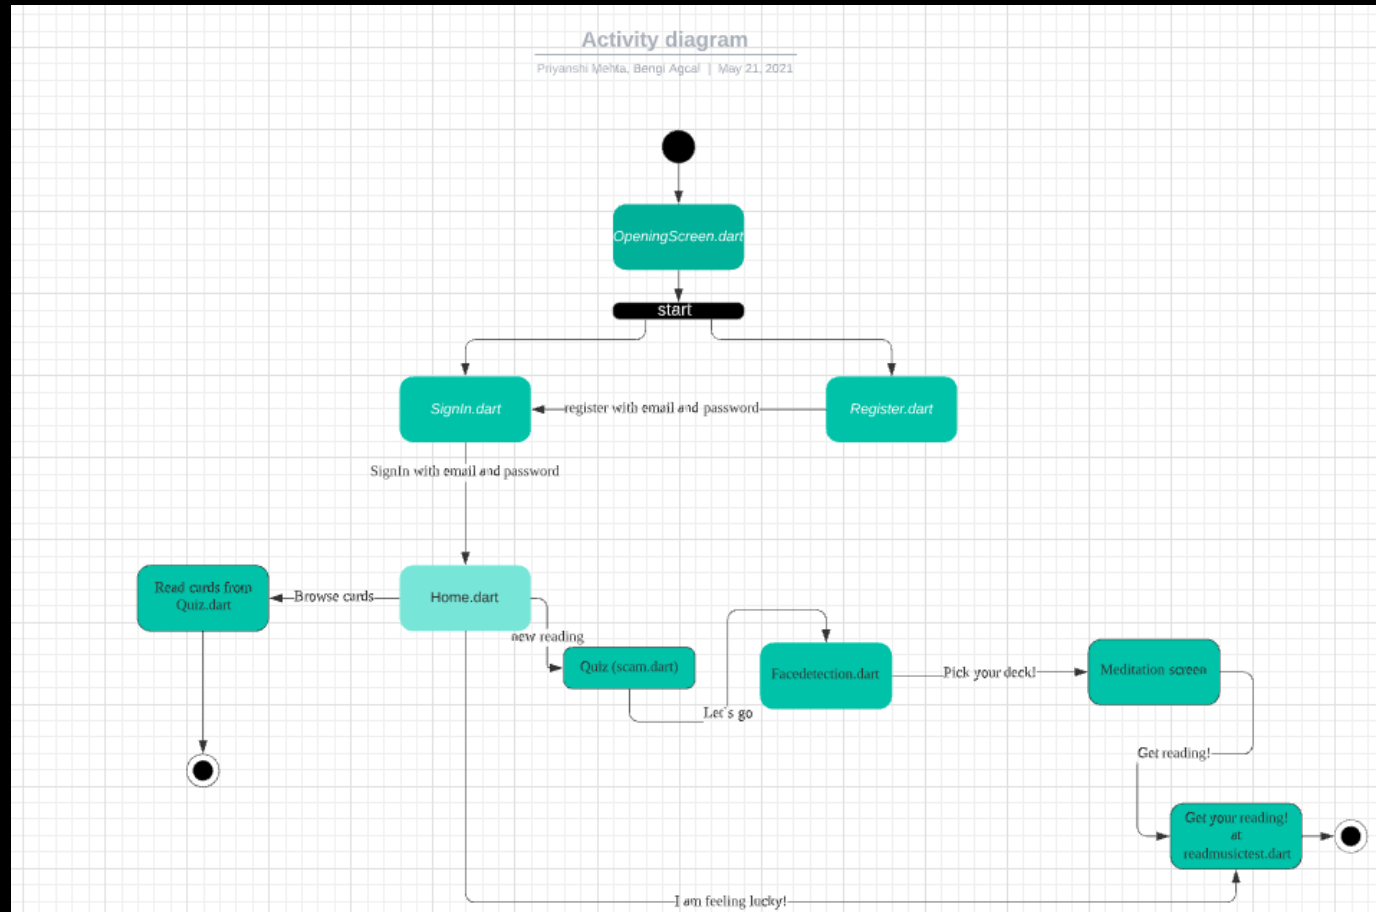 Activity diagram
Priyanshi Mehta, Bengi Agcal | May 21, 2021
OpeningScreen.dart
start
SignIn.dart
register with email and password
Register.dart
SignIn with email and password
Read cards from
Quiz.dart
Browse cards
Home.dart
new reading
Quiz (scam.dart)
Let's go
Facedetection.dart
Pick your deck!
Meditation screen
Get reading!
Get your reading!
at
readmusictest.dart
I am feeling lucky!